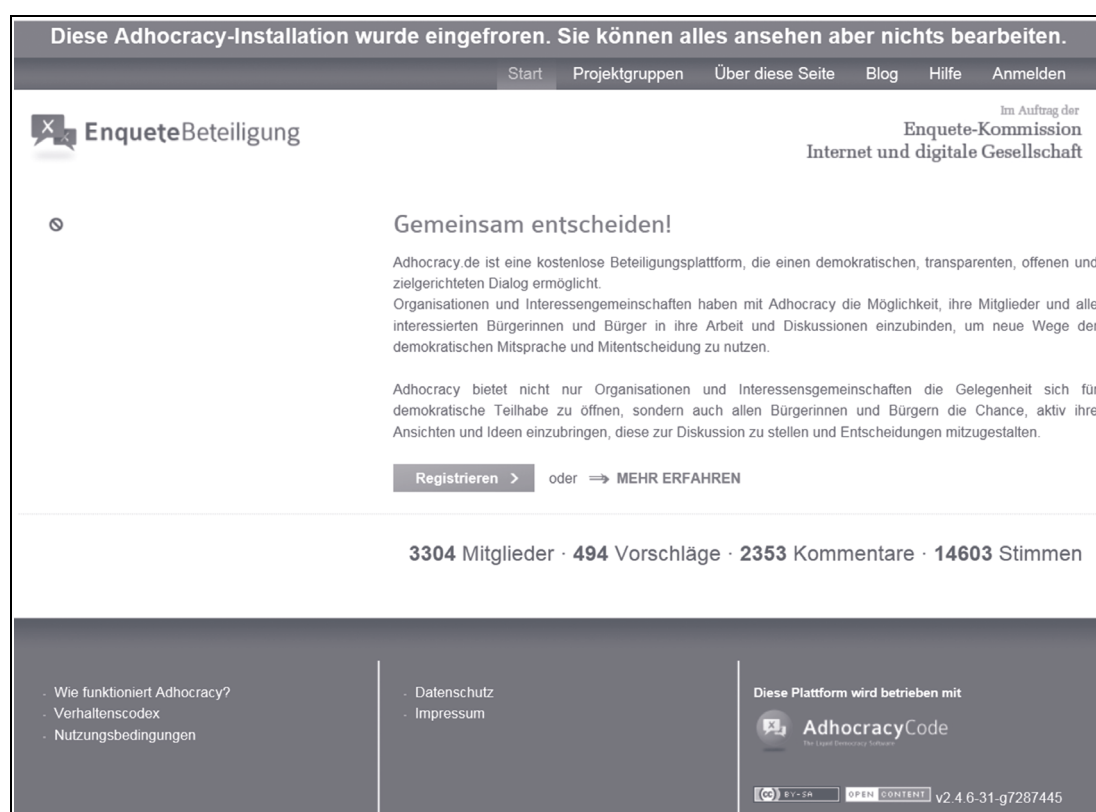 Diese Adhocracy-Installation wurde eingefroren. Sie können alles ansehen aber nichts bearbeiten.
Start Projektgruppen Über diese Seite Blog Hilfe Anmelden
EnqueteBeteiligung
Im Auftrag der
Enquete-Kommission
Internet und digitale Gesellschaft
Gemeinsam entscheiden!
Adhocracy.de ist eine kostenlose Beteiligungsplattform, die einen demokratischen, transparenten, offenen und
zielgerichteten Dialog ermöglicht.
Organisationen und Interessengemeinschaften haben mit Adhocracy die Möglichkeit, ihre Mitglieder und alle
interessierten Bürgerinnen und Bürger in ihre Arbeit und Diskussionen einzubinden, um neue Wege der
demokratischen Mitsprache und Mitentscheidung zu nutzen.
Adhocracy bietet nicht nur Organisationen und Interessensgemeinschaften die Gelegenheit sich für
demokratische Teilhabe zu öffnen, sondern auch allen Bürgerinnen und Bürgern die Chance, aktiv ihre
Ansichten und Ideen einzubringen, diese zur Diskussion zu stellen und Entscheidungen mitzugestalten.
Registrieren > oder ⇒ MEHR ERFAHREN
3304 Mitglieder · 494 Vorschläge · 2353 Kommentare · 14603 Stimmen
- Wie funktioniert Adhocracy?
- Verhaltenscodex
- Nutzungsbedingungen
- Datenschutz
- Impressum
Diese Plattform wird betrieben mit
AdhocracyCode
The Liquid Democracy Software
(cc) BY-SA OPEN CONTENT v2.4.6-31-g7287445